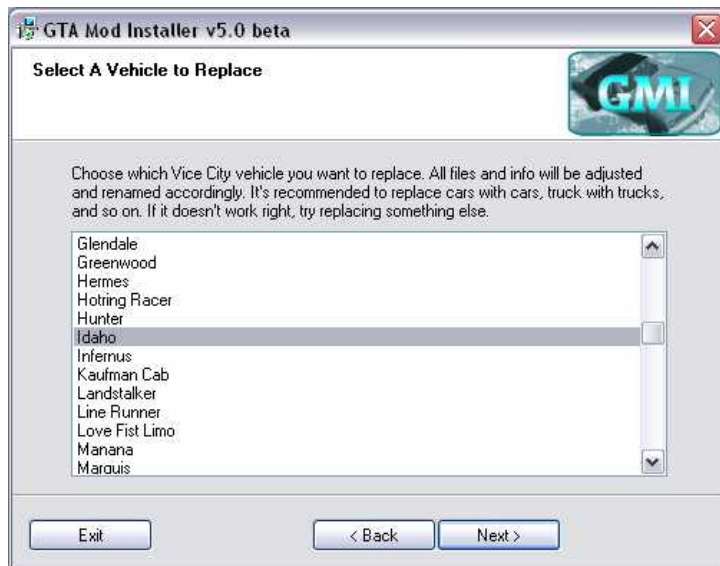 GTA Mod Installer v5.0 beta
Select A Vehicle to Replace
GMI
Choose which Vice City vehicle you want to replace. All files and info will be adjusted
and renamed accordingly. It's recommended to replace cars with cars, truck with trucks,
and so on. If it doesn't work right, try replacing something else.
Glendale
Greenwood
Hermes
Hotring Racer
Hunter
Idaho
Infernus
Kaufman Cab
Landstalker
Line Runner
Love Fist Limo
Manana
Marquis
Exit
< Back
Next >